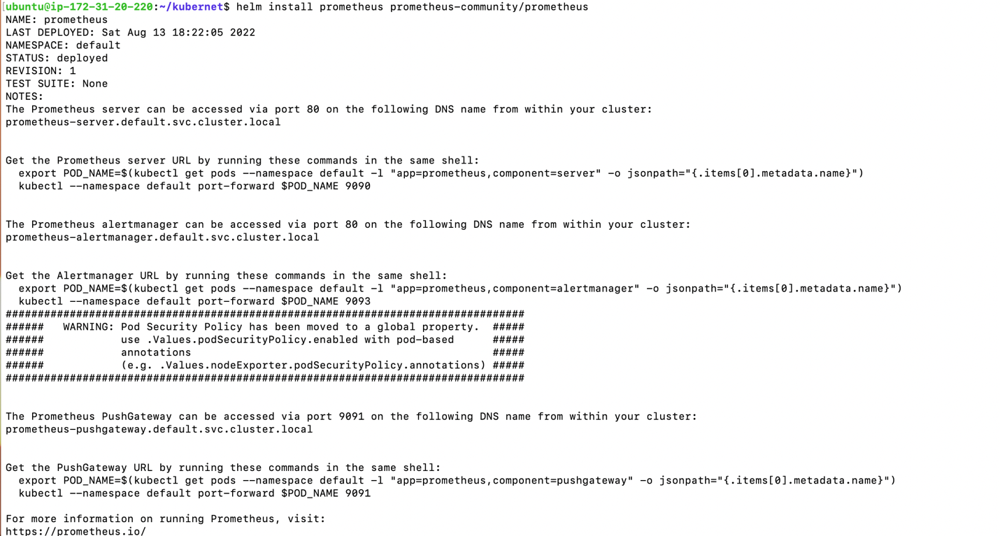 ubuntu@ip-172-31-20-220:~/kubernet$ helm install prometheus prometheus-community/prometheus
NAME: prometheus
LAST DEPLOYED: Sat Aug 13 18:22:05 2022
NAMESPACE: default
STATUS: deployed
REVISION: 1
TEST SUITE: None
NOTES:
The Prometheus server can be accessed via port 80 on the following DNS name from within your cluster:
prometheus-server.default.svc.cluster.local
Get the Prometheus server URL by running these commands in the same shell:
  export POD_NAME=$(kubectl get pods --namespace default -l "app=prometheus,component=server" -o jsonpath="{.items[0].metadata.name}")
  kubectl --namespace default port-forward $POD_NAME 9090
The Prometheus alertmanager can be accessed via port 80 on the following DNS name from within your cluster:
prometheus-alertmanager.default.svc.cluster.local
Get the Alertmanager URL by running these commands in the same shell:
  export POD_NAME=$(kubectl get pods --namespace default -l "app=prometheus,component=alertmanager" -o jsonpath="{.items[0].metadata.name}")
  kubectl --namespace default port-forward $POD_NAME 9093
#################################################################################
######   WARNING: Pod Security Policy has been moved to a global property.  #####
######            use .Values.podSecurityPolicy.enabled with pod-based      #####
######            annotations                                               #####
######            (e.g. .Values.nodeExporter.podSecurityPolicy.annotations) #####
#################################################################################
The Prometheus PushGateway can be accessed via port 9091 on the following DNS name from within your cluster:
prometheus-pushgateway.default.svc.cluster.local
Get the PushGateway URL by running these commands in the same shell:
  export POD_NAME=$(kubectl get pods --namespace default -l "app=prometheus,component=pushgateway" -o jsonpath="{.items[0].metadata.name}")
  kubectl --namespace default port-forward $POD_NAME 9091
For more information on running Prometheus, visit:
https://prometheus.io/